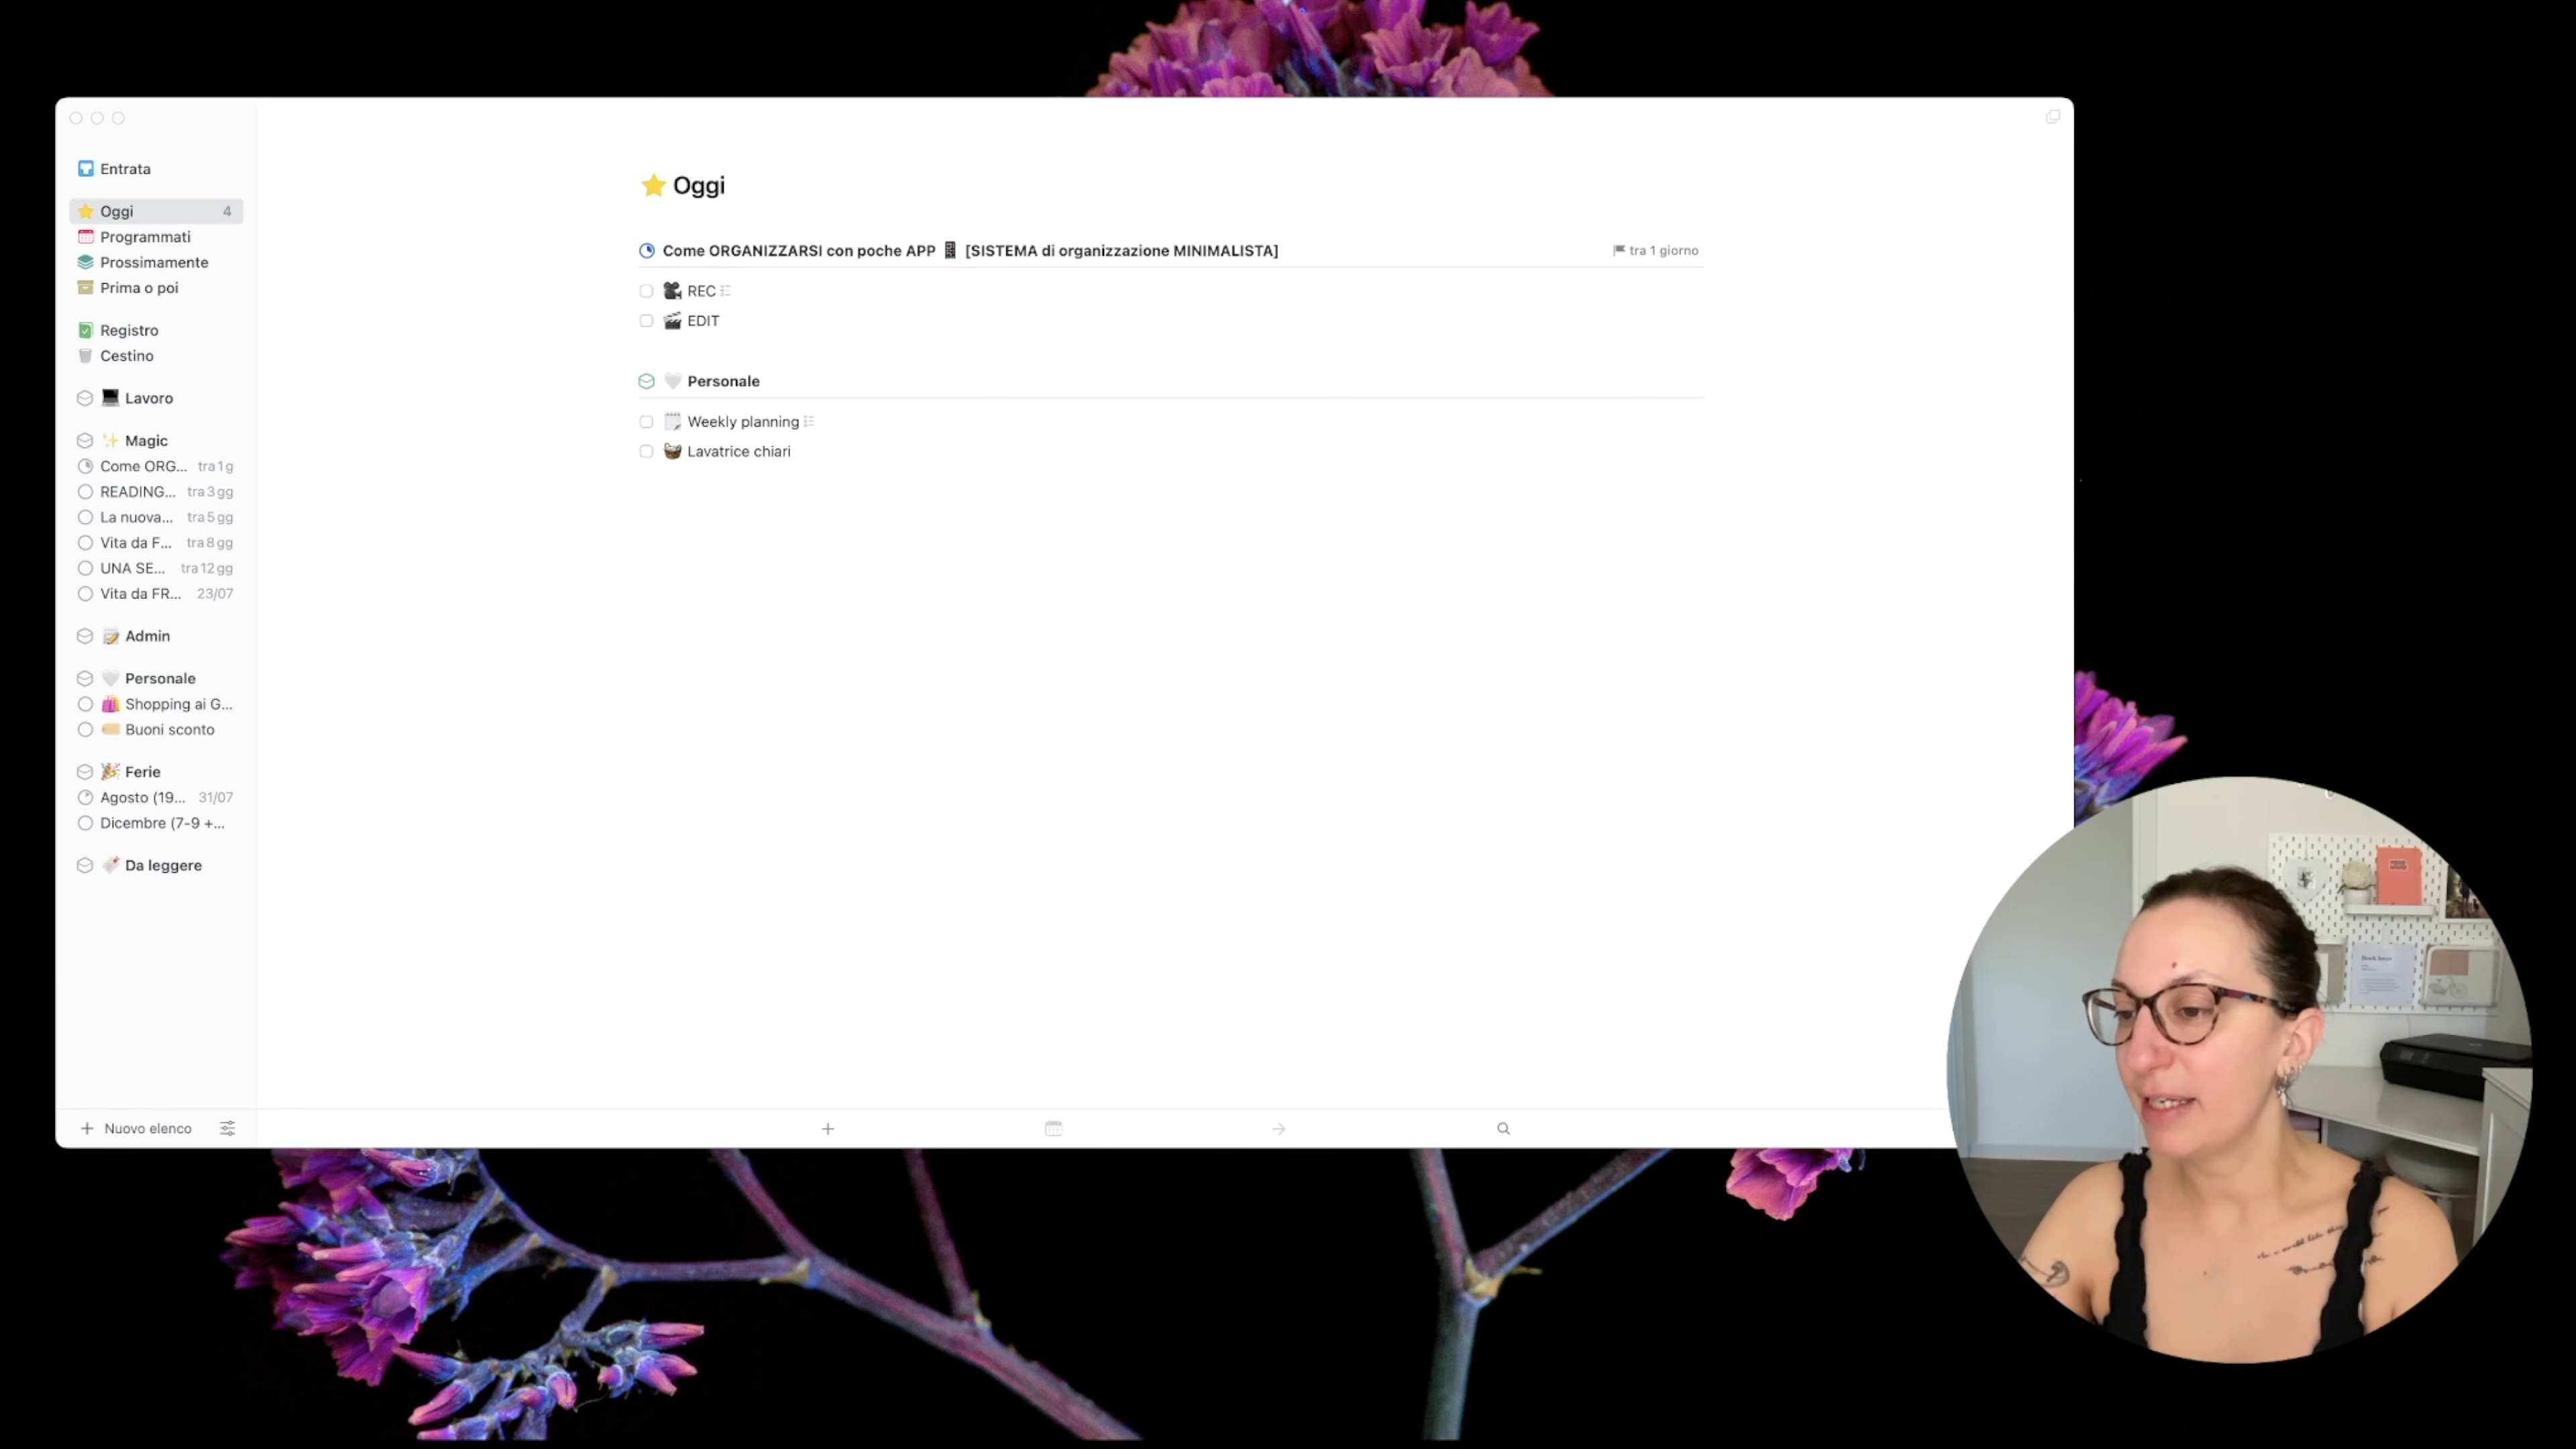 Entrata
Oggi 4
Programmati
Prossimamente
Prima o poi
Registro
Cestino
Lavoro
Magic
Come ORG... tra 1 g
READING... tra 3 gg
La nuova... tra 5 gg
Vita da F... tra 8 gg
UNA SE... tra 12 gg
Vita da FR... 23/07
Admin
Personale
Shopping ai G...
Buoni sconto
Ferie
Agosto (19... 31/07
Dicembre (7-9 +...
Da leggere
Nuovo elenco
Oggi
Come ORGANIZZARSI con poche APP [SISTEMA di organizzazione MINIMALISTA] tra 1 giorno
REC
EDIT
Personale
Weekly planning
Lavatrice chiari